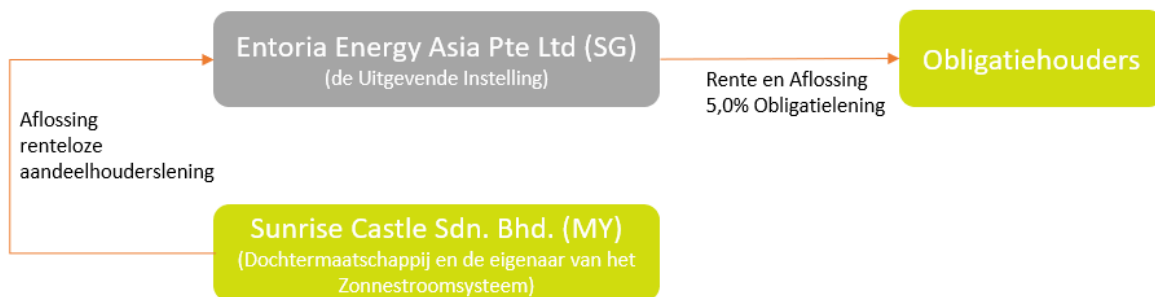 Entoria Energy Asia Pte Ltd (SG)
(de Uitgevende Instelling)
Obligatiehouders
Rente en Aflossing
5,0% Obligatielening
Aflossing
renteloze
aandeelhouderslening
Sunrise Castle Sdn. Bhd. (MY)
(Dochtermaatschappij en de eigenaar van het
Zonnestroomsysteem)